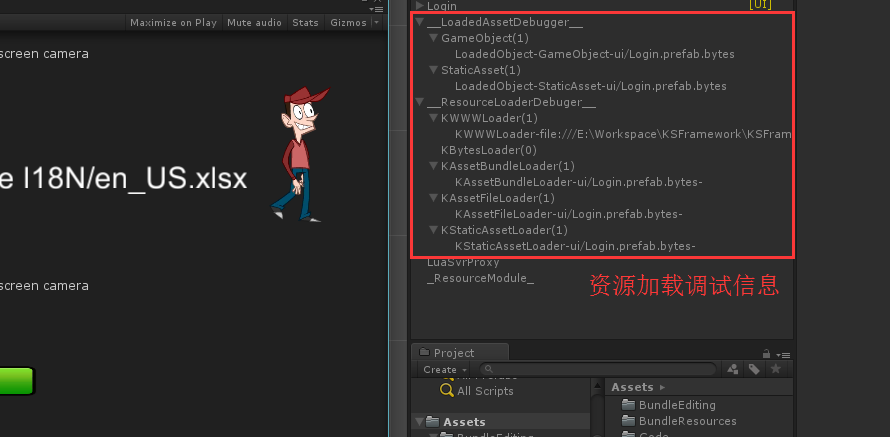 Login
[UI]
Maximize on Play Mute audio Stats Gizmos
screen camera
e I18N/en_US.xlsx
screen camera
__LoadedAssetDebugger__
GameObject(1)
LoadedObject-GameObject-ui/Login.prefab.bytes
StaticAsset(1)
LoadedObject-StaticAsset-ui/Login.prefab.bytes
__ResourceLoaderDebuger__
KWWWLoader(1)
KWWWLoader-file:///E:\Workspace\KSFramework\KSFram
KBytesLoader(0)
KAssetBundleLoader(1)
KAssetBundleLoader-ui/Login.prefab.bytes-
KAssetFileLoader(1)
KAssetFileLoader-ui/Login.prefab.bytes-
KStaticAssetLoader(1)
KStaticAssetLoader-ui/Login.prefab.bytes-
LuaSvrProxy
_ResourceModule_
资源加载调试信息
Project
Create
All Scripts
Assets
Assets
BundleEditing
BundleResources